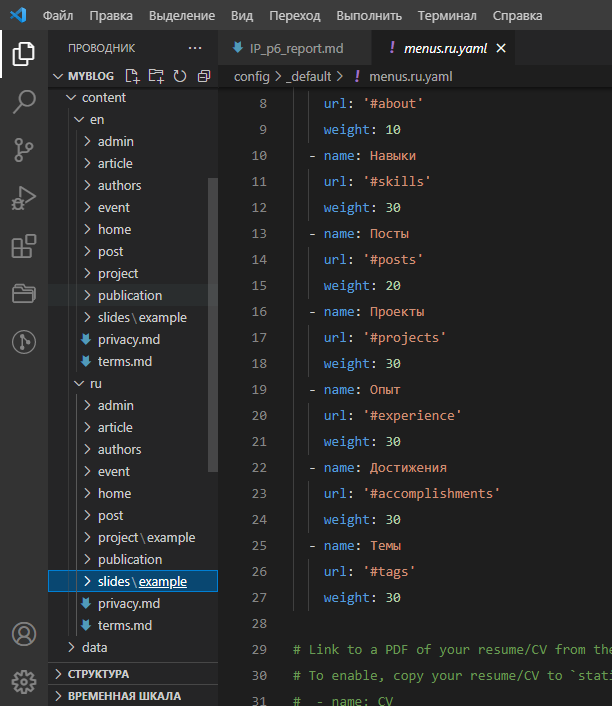 Файл Правка Выделение Вид Переход Выполнить Терминал Справка
ПРОВОДНИК
IP_p6_report.md
menus.ru.yaml
MYBLOG
config > _default > ! menus.ru.yaml
content
en
admin
article
authors
event
home
post
project
publication
slides\example
privacy.md
terms.md
ru
admin
article
authors
event
home
post
project\example
publication
slides\example
privacy.md
terms.md
data
СТРУКТУРА
ВРЕМЕННАЯ ШКАЛА
8 url: '#about'
9 weight: 10
10 - name: Навыки
11 url: '#skills'
12 weight: 30
13 - name: Посты
14 url: '#posts'
15 weight: 20
16 - name: Проекты
17 url: '#projects'
18 weight: 30
19 - name: Опыт
20 url: '#experience'
21 weight: 30
22 - name: Достижения
23 url: '#accomplishments'
24 weight: 30
25 - name: Темы
26 url: '#tags'
27 weight: 30
28
29 # Link to a PDF of your resume/CV from the
30 # To enable, copy your resume/CV to `stati
31 # - name: CV